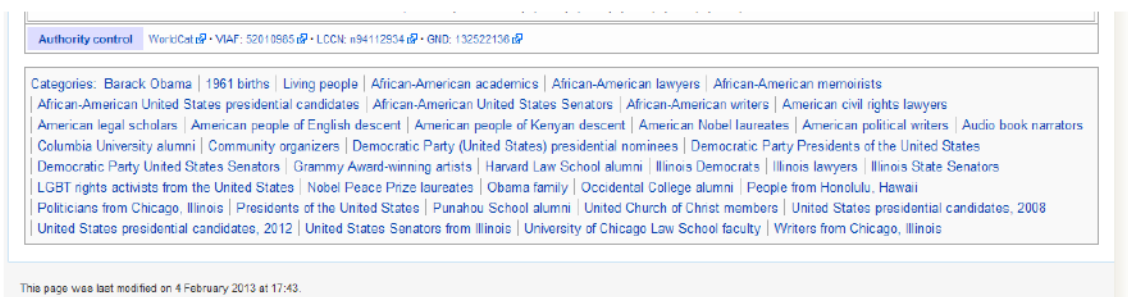 Authority control WorldCat • VIAF: 52010985 • LCCN: n94112934 • GND: 132522136
Categories: Barack Obama | 1961 births | Living people | African-American academics | African-American lawyers | African-American memoirists
| African-American United States presidential candidates | African-American United States Senators | African-American writers | American civil rights lawyers
| American legal scholars | American people of English descent | American people of Kenyan descent | American Nobel laureates | American political writers | Audio book narrators
| Columbia University alumni | Community organizers | Democratic Party (United States) presidential nominees | Democratic Party Presidents of the United States
| Democratic Party United States Senators | Grammy Award-winning artists | Harvard Law School alumni | Illinois Democrats | Illinois lawyers | Illinois State Senators
| LGBT rights activists from the United States | Nobel Peace Prize laureates | Obama family | Occidental College alumni | People from Honolulu, Hawaii
| Politicians from Chicago, Illinois | Presidents of the United States | Punahou School alumni | United Church of Christ members | United States presidential candidates, 2008
| United States presidential candidates, 2012 | United States Senators from Illinois | University of Chicago Law School faculty | Writers from Chicago, Illinois
This page was last modified on 4 February 2013 at 17:43.